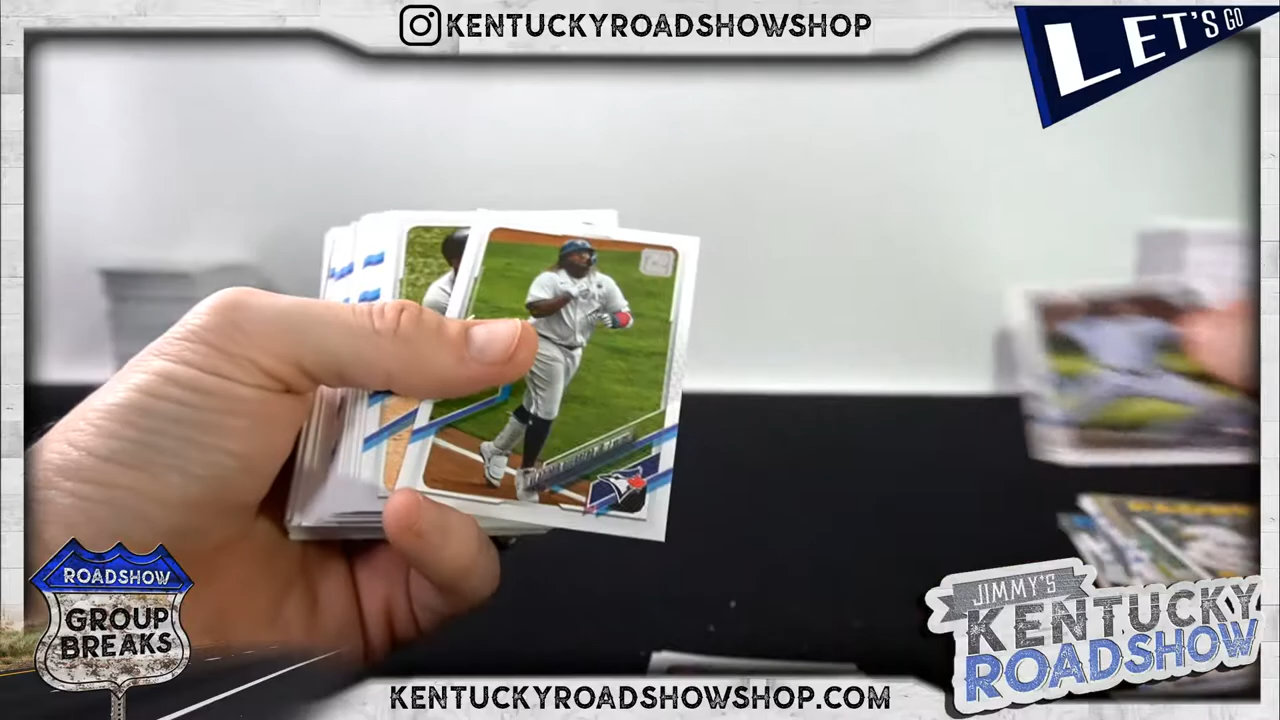 KENTUCKYROADSHOWSHOP
LET'S GO
ROADSHOW
GROUP
BREAKS
JIMMY'S
KENTUCKY
ROADSHOW
KENTUCKYROADSHOWSHOP.COM